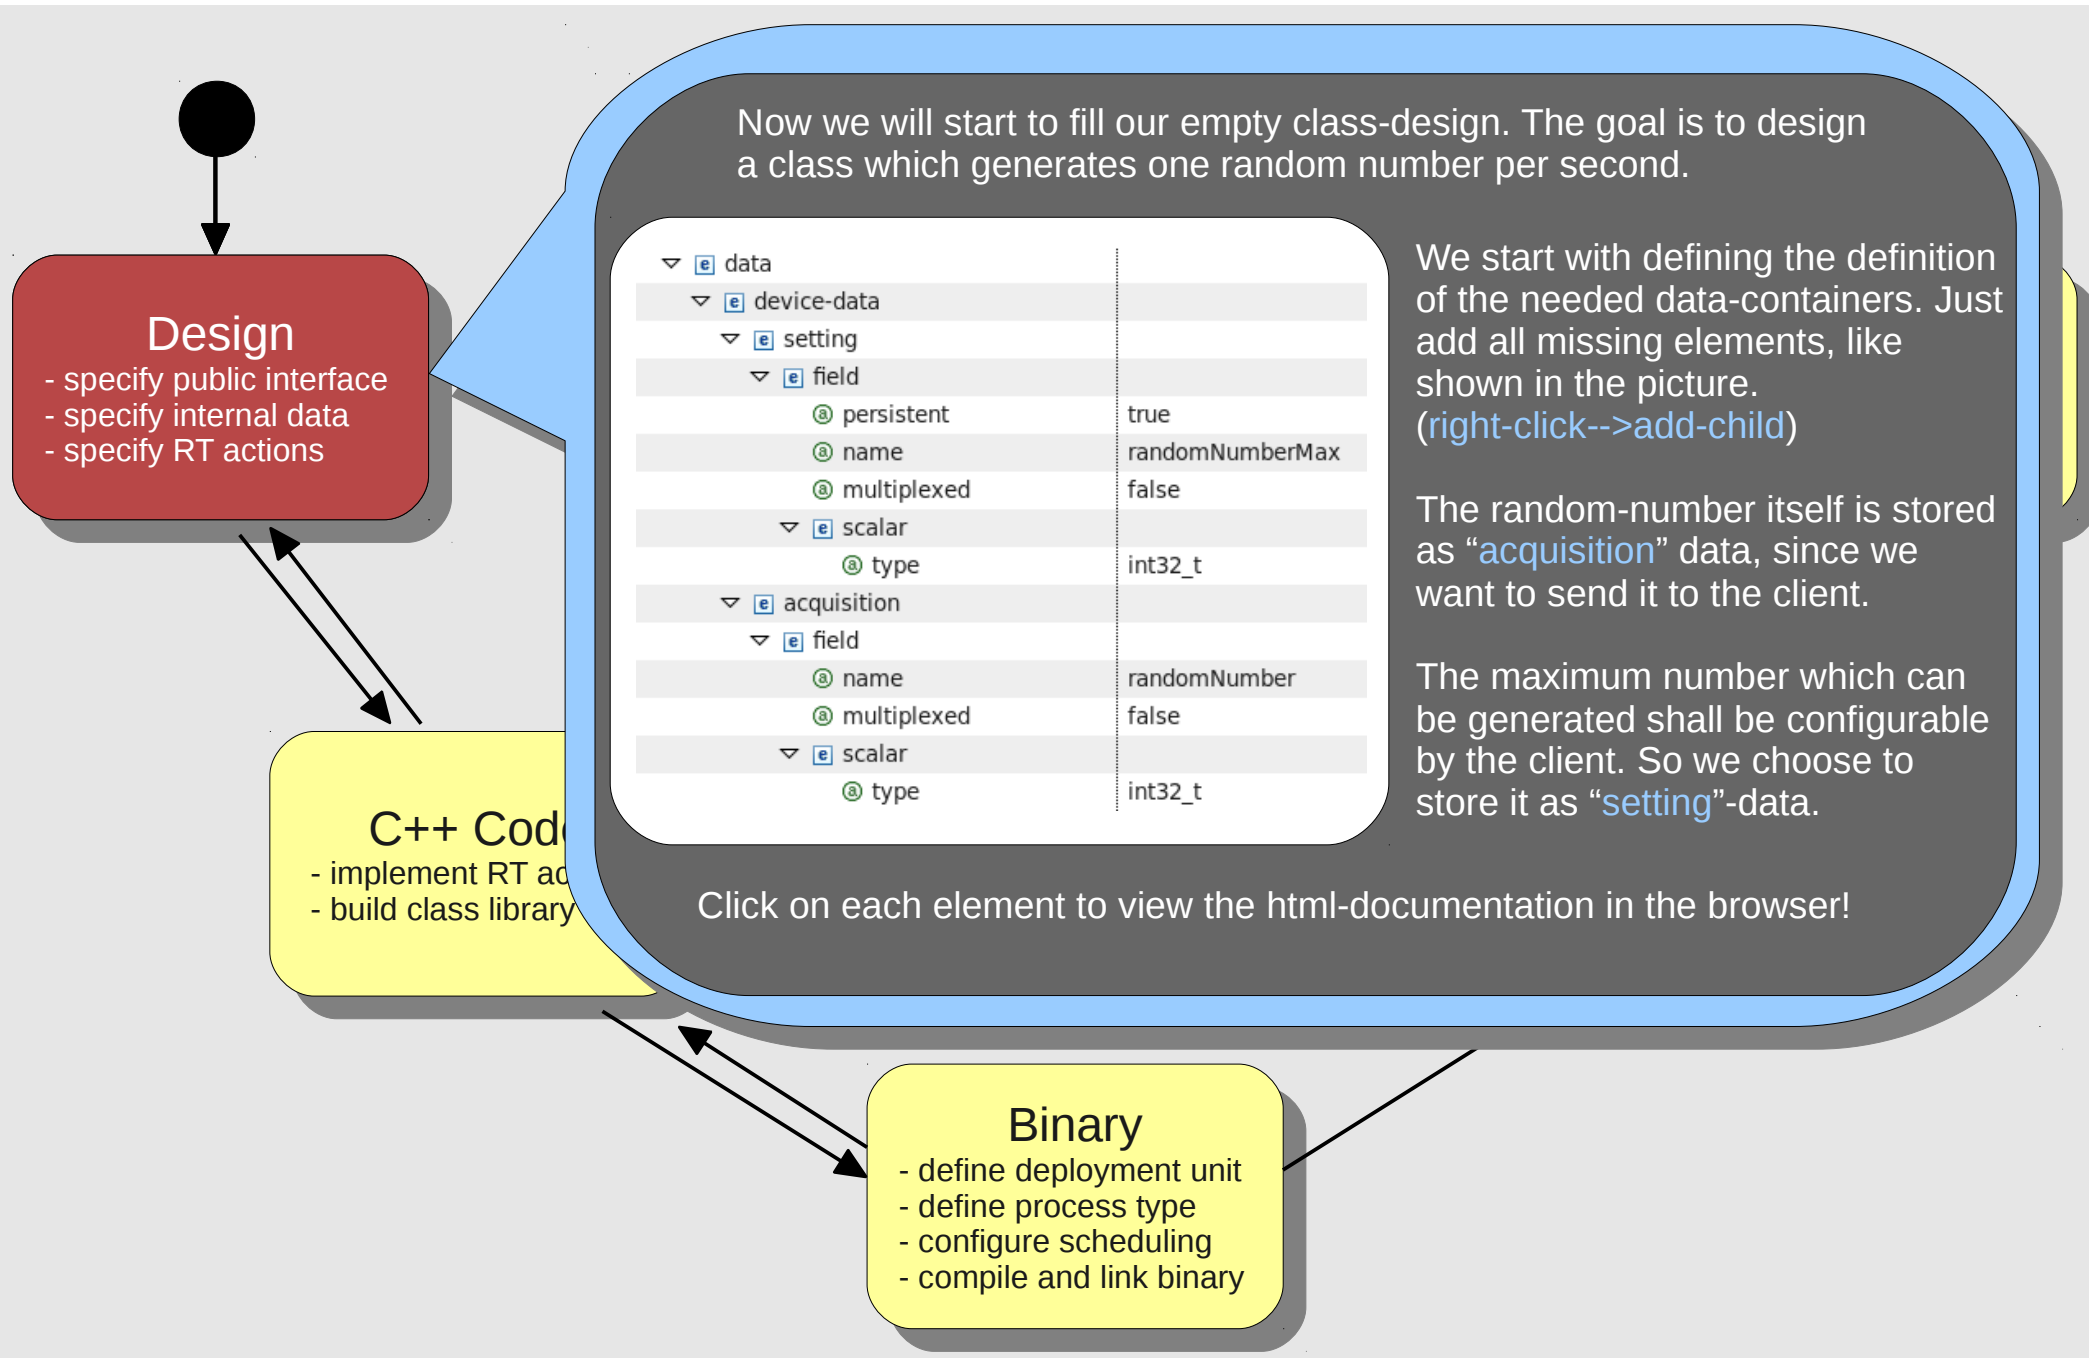 Now we will start to fill our empty class-design. The goal is to design
a class which generates one random number per second.
Design
- specify public interface
- specify internal data
- specify RT actions
data
device-data
setting
field
persistent true
name randomNumberMax
multiplexed false
scalar
type int32_t
acquisition
field
name randomNumber
multiplexed false
scalar
type int32_t
We start with defining the definition
of the needed data-containers. Just
add all missing elements, like
shown in the picture.
(right-click-->add-child)
The random-number itself is stored
as “acquisition” data, since we
want to send it to the client.
The maximum number which can
be generated shall be configurable
by the client. So we choose to
store it as “setting”-data.
Click on each element to view the html-documentation in the browser!
C++ Code
- implement RT
- build class library
Binary
- define deployment unit
- define process type
- configure scheduling
- compile and link binary